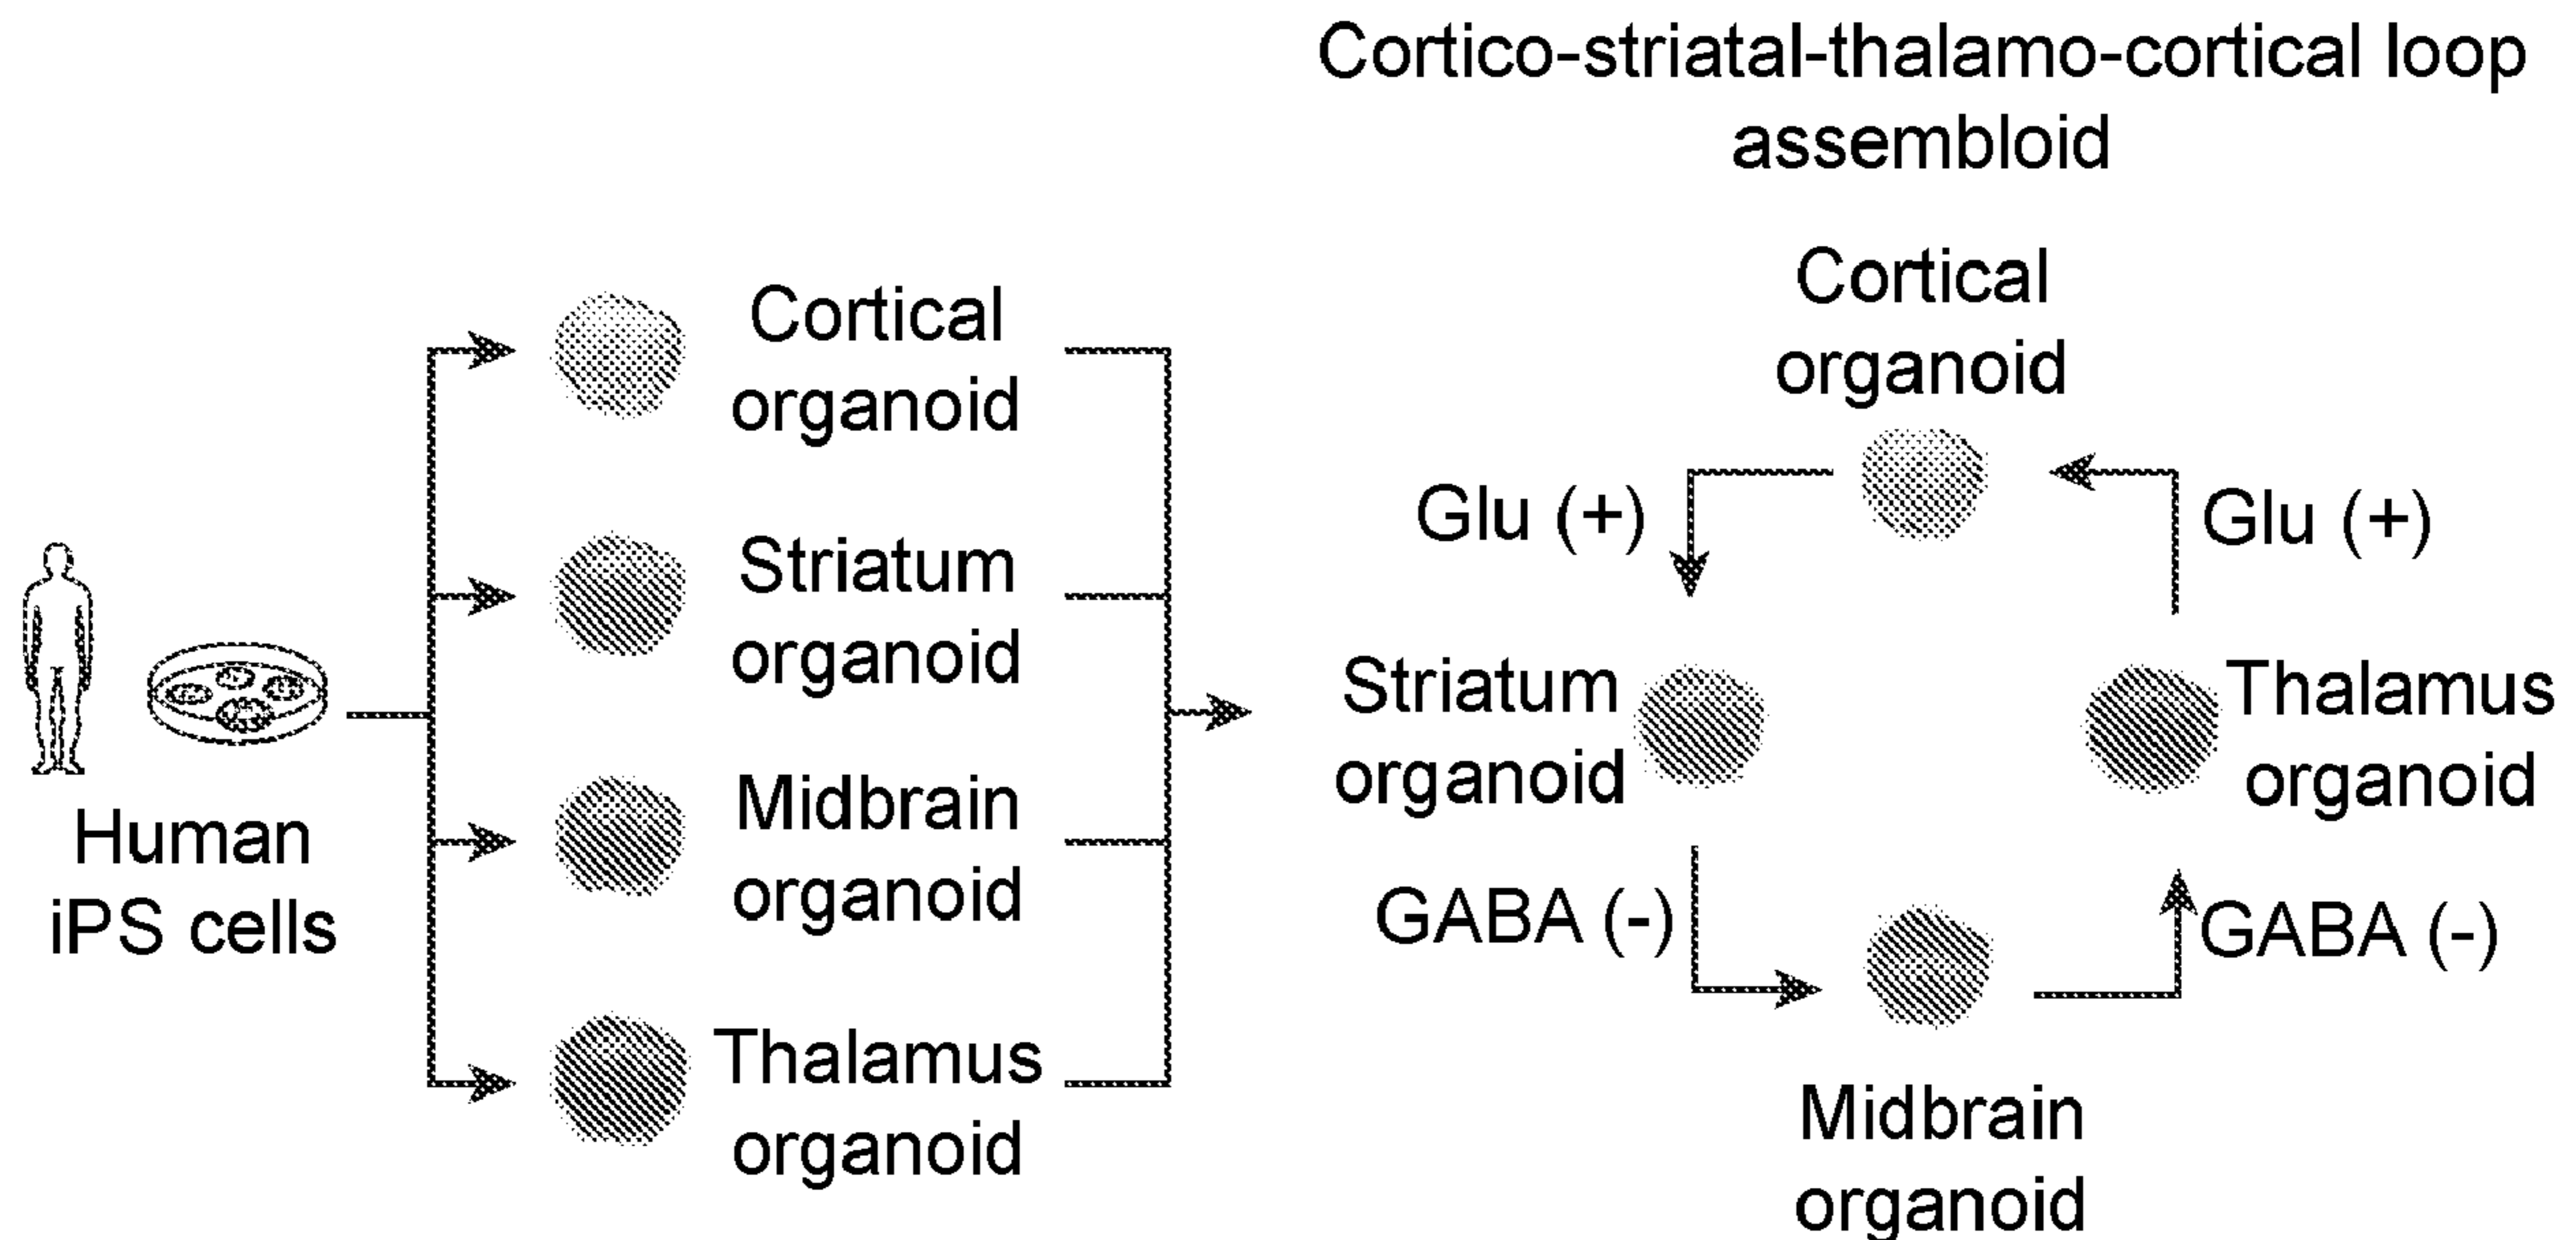 Cortico-striatal-thalamo-cortical loop
assembloid
Human
iPS cells
Cortical
organoid
Striatum
organoid
Midbrain
organoid
Thalamus
organoid
Cortical
organoid
Glu (+)
Glu (+)
Striatum
organoid
Thalamus
organoid
GABA (-)
GABA (-)
Midbrain
organoid